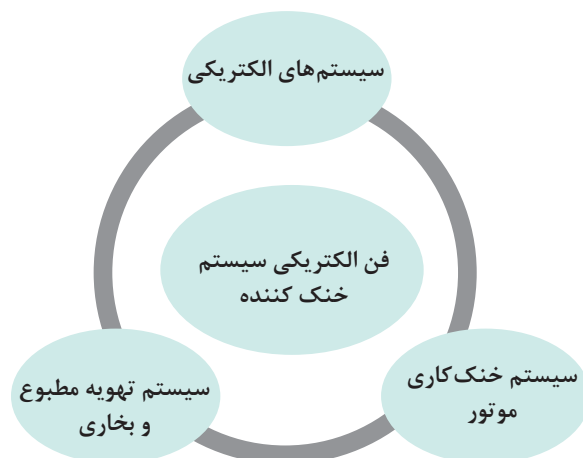 سیستم‌های الکتریکی
فن الکتریکی سیستم
خنک کننده
سیستم خنک‌کاری
موتور
سیستم تهویه مطبوع
و بخاری